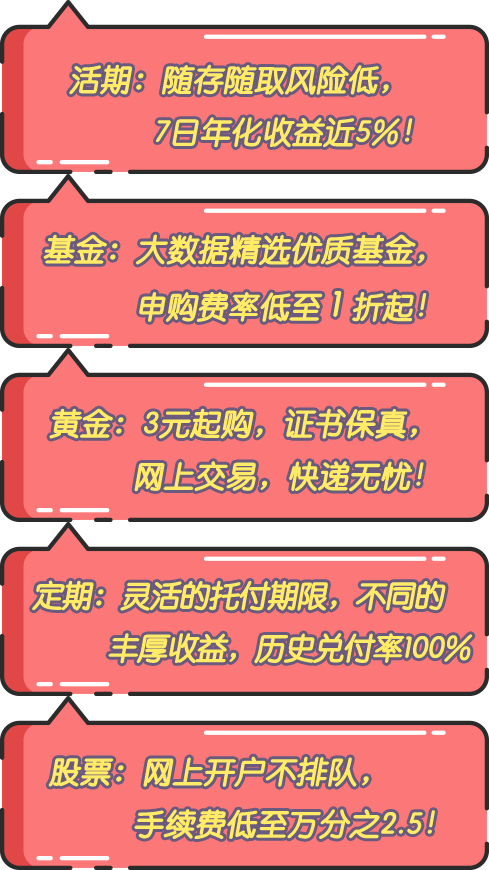 活期：随存随取风险低，
7日年化收益近5%！
基金：大数据精选优质基金，
申购费率低至1折起！
黄金：3元起购，证书保真，
网上交易，快递无忧！
定期：灵活的托付期限，不同的
丰厚收益，历史兑付率100%
股票：网上开户不排队，
手续费低至万分之2.5！